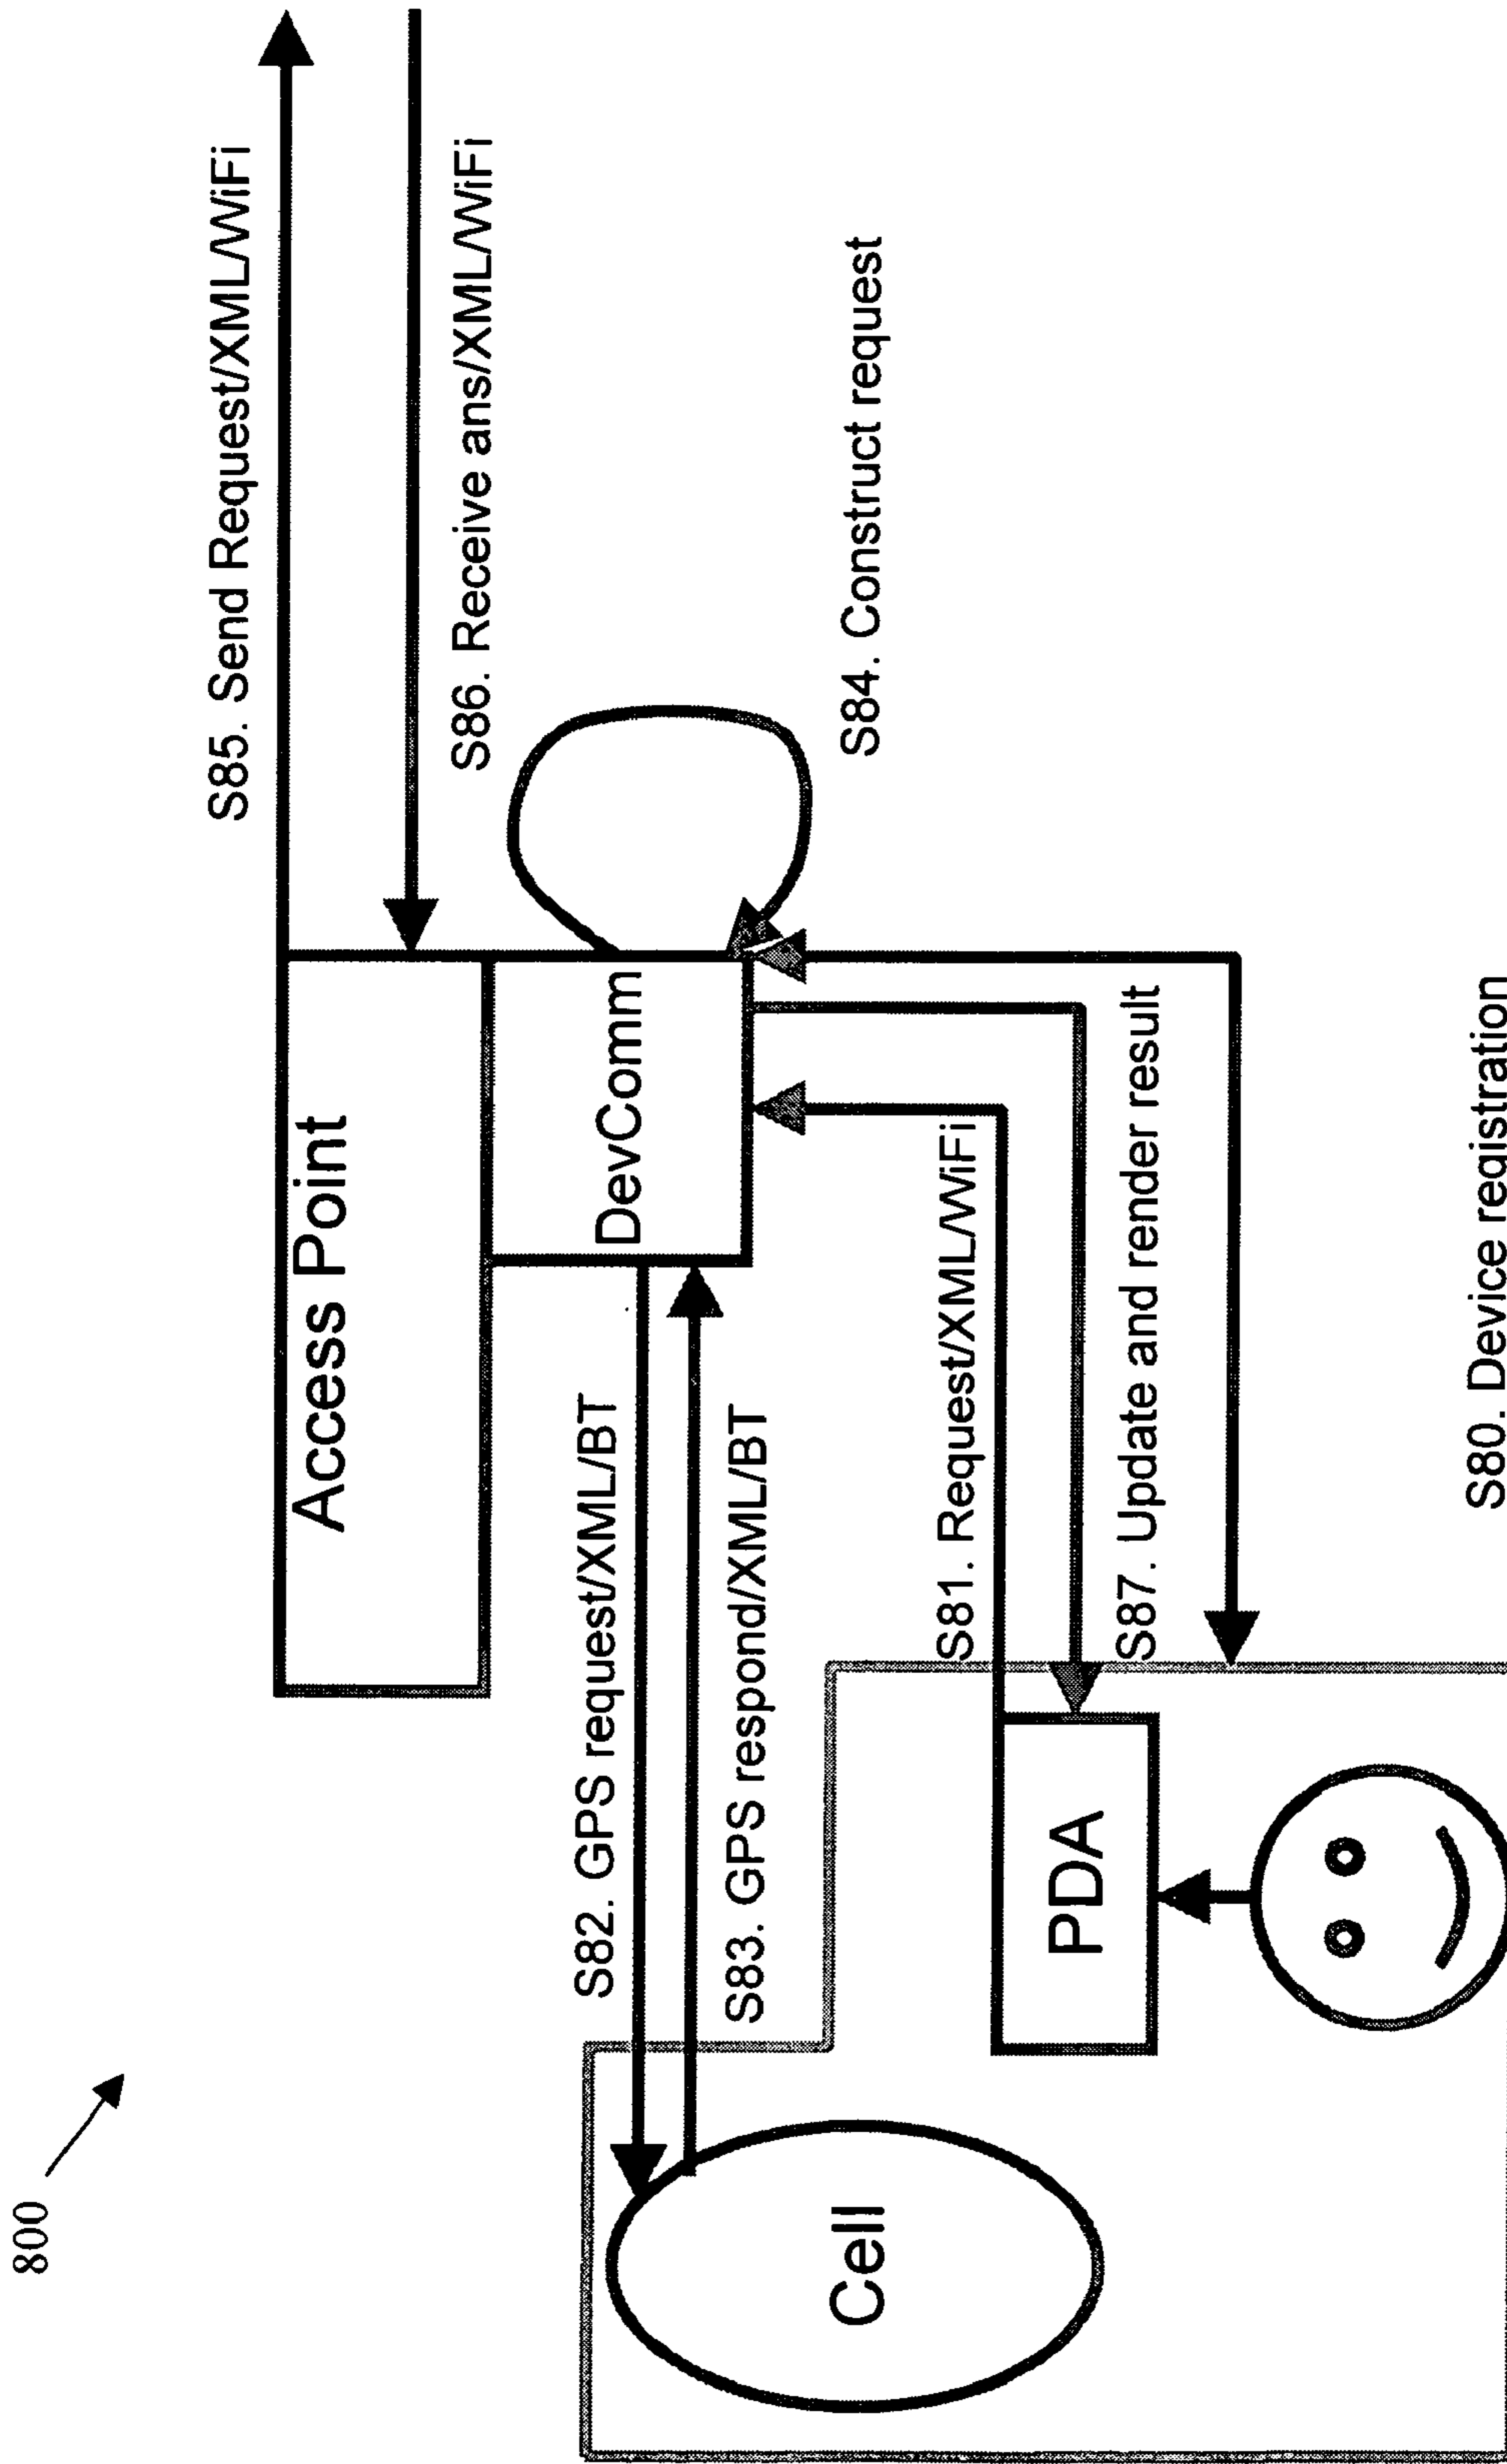 800
S85. Send Request/XML/WiFi
Access Point
S86. Receive ans/XML/WiFi
S82. GPS request/XML/BT
DevComm
S83. GPS respond/XML/BT
S84. Construct request
Cell
S81. Request/XML/WiFi
PDA
S87. Update and render result
S80. Device registration